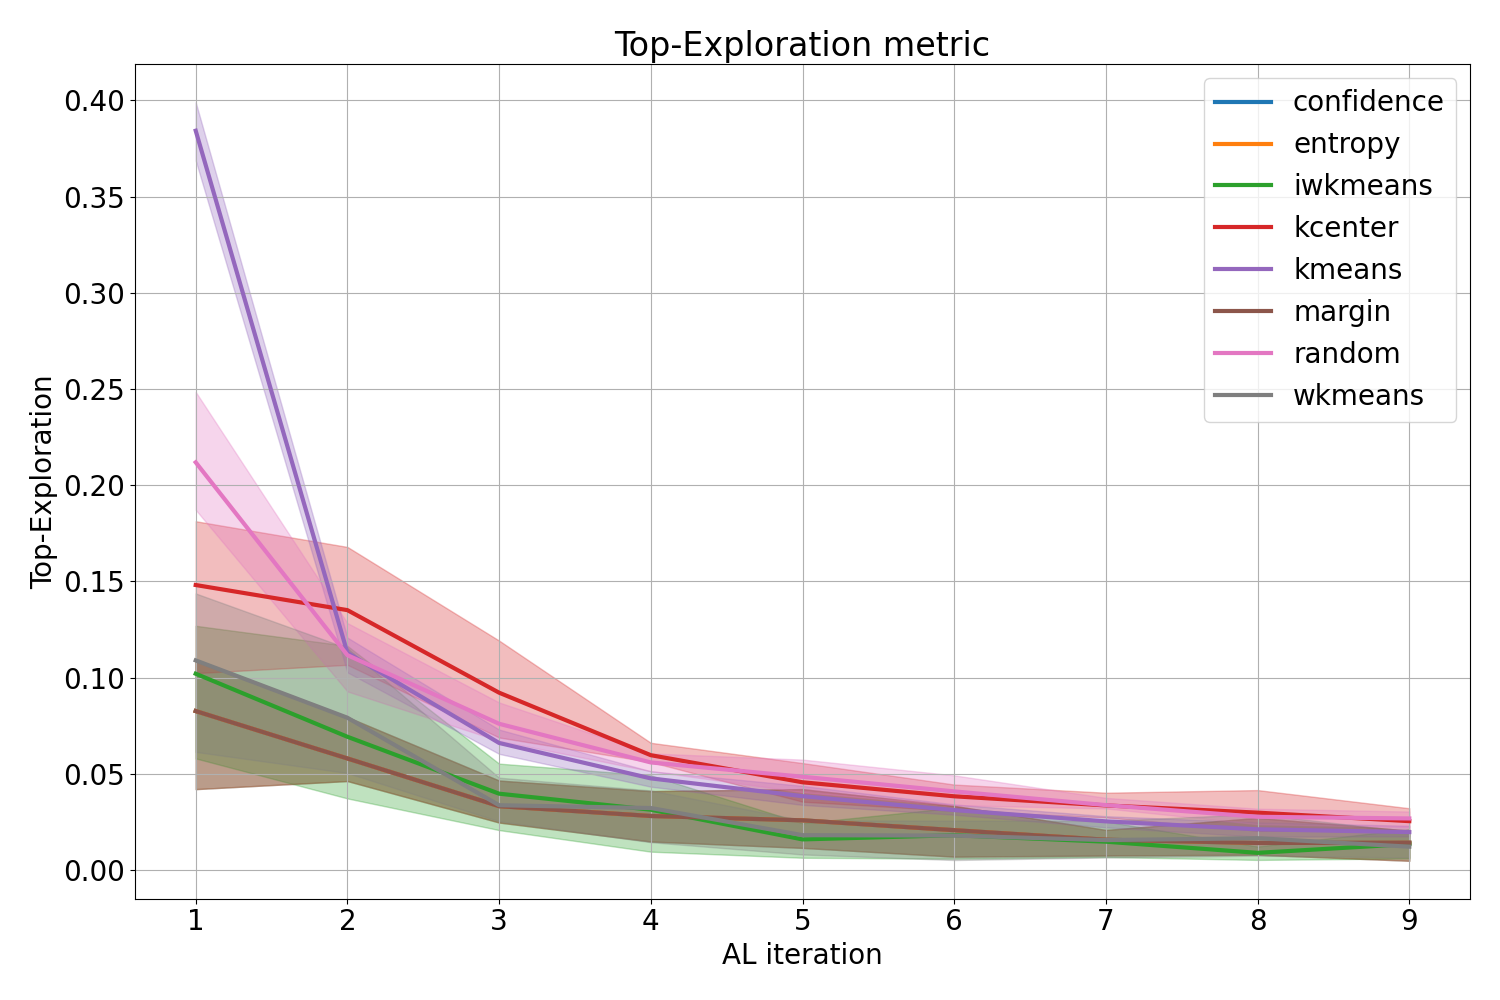 Top-Exploration metric
Top-Exploration
0.40
0.35
0.30
0.25
0.20
0.15
0.10
0.05
0.00
confidence
entropy
iwkmeans
kcenter
kmeans
margin
random
wkmeans
1 2 3 4 5 6 7 8 9
AL iteration